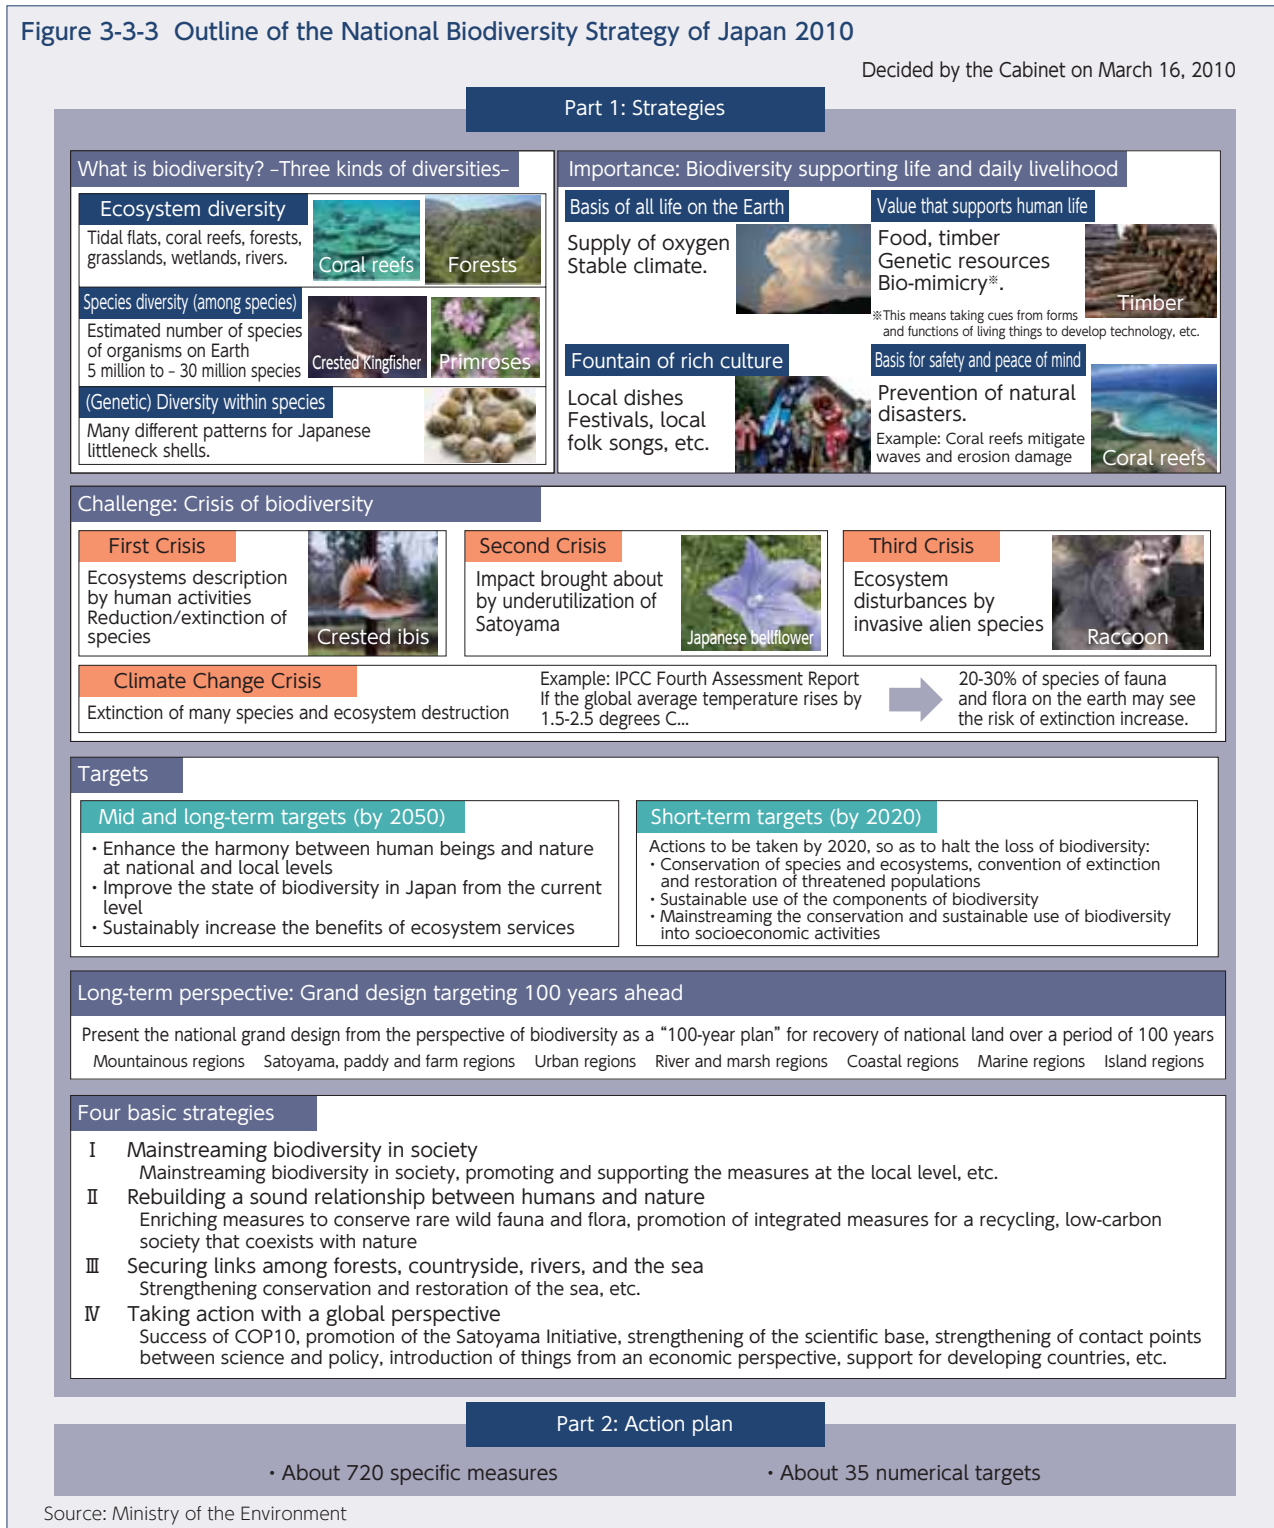 Figure 3-3-3 Outline of the National Biodiversity Strategy of Japan 2010
Decided by the Cabinet on March 16, 2010
Part 1: Strategies
What is biodiversity? –Three kinds of diversities–
Ecosystem diversity
Tidal flats, coral reefs, forests,
grasslands, wetlands, rivers.
Coral reefs
Forests
Species diversity (among species)
Estimated number of species
of organisms on Earth
5 million to – 30 million species
Crested Kingfisher
Primroses
(Genetic) Diversity within species
Many different patterns for Japanese
littleneck shells.
Importance: Biodiversity supporting life and daily livelihood
Basis of all life on the Earth
Supply of oxygen
Stable climate.
Value that supports human life
Food, timber
Genetic resources
Bio-mimicry※.
Timber
※This means taking cues from forms
and functions of living things to develop technology, etc.
Fountain of rich culture
Local dishes
Festivals, local
folk songs, etc.
Basis for safety and peace of mind
Prevention of natural
disasters.
Example: Coral reefs mitigate
waves and erosion damage
Coral reefs
Challenge: Crisis of biodiversity
First Crisis
Ecosystems description
by human activities
Reduction/extinction of
species
Crested ibis
Second Crisis
Impact brought about
by underutilization of
Satoyama
Japanese bellflower
Third Crisis
Ecosystem
disturbances by
invasive alien species
Raccoon
Climate Change Crisis
Extinction of many species and ecosystem destruction
Example: IPCC Fourth Assessment Report
If the global average temperature rises by
1.5-2.5 degrees C...
20-30% of species of fauna
and flora on the earth may see
the risk of extinction increase.
Targets
Mid and long-term targets (by 2050)
・Enhance the harmony between human beings and nature
at national and local levels
・Improve the state of biodiversity in Japan from the current
level
・Sustainably increase the benefits of ecosystem services
Short-term targets (by 2020)
Actions to be taken by 2020, so as to halt the loss of biodiversity:
・Conservation of species and ecosystems, convention of extinction
and restoration of threatened populations
・Sustainable use of the components of biodiversity
・Mainstreaming the conservation and sustainable use of biodiversity
into socioeconomic activities
Long-term perspective: Grand design targeting 100 years ahead
Present the national grand design from the perspective of biodiversity as a “100-year plan” for recovery of national land over a period of 100 years
Mountainous regions Satoyama, paddy and farm regions Urban regions River and marsh regions Coastal regions Marine regions Island regions
Four basic strategies
Ⅰ Mainstreaming biodiversity in society
Mainstreaming biodiversity in society, promoting and supporting the measures at the local level, etc.
Ⅱ Rebuilding a sound relationship between humans and nature
Enriching measures to conserve rare wild fauna and flora, promotion of integrated measures for a recycling, low-carbon
society that coexists with nature
Ⅲ Securing links among forests, countryside, rivers, and the sea
Strengthening conservation and restoration of the sea, etc.
Ⅳ Taking action with a global perspective
Success of COP10, promotion of the Satoyama Initiative, strengthening of the scientific base, strengthening of contact points
between science and policy, introduction of things from an economic perspective, support for developing countries, etc.
Part 2: Action plan
・About 720 specific measures
・About 35 numerical targets
Source: Ministry of the Environment